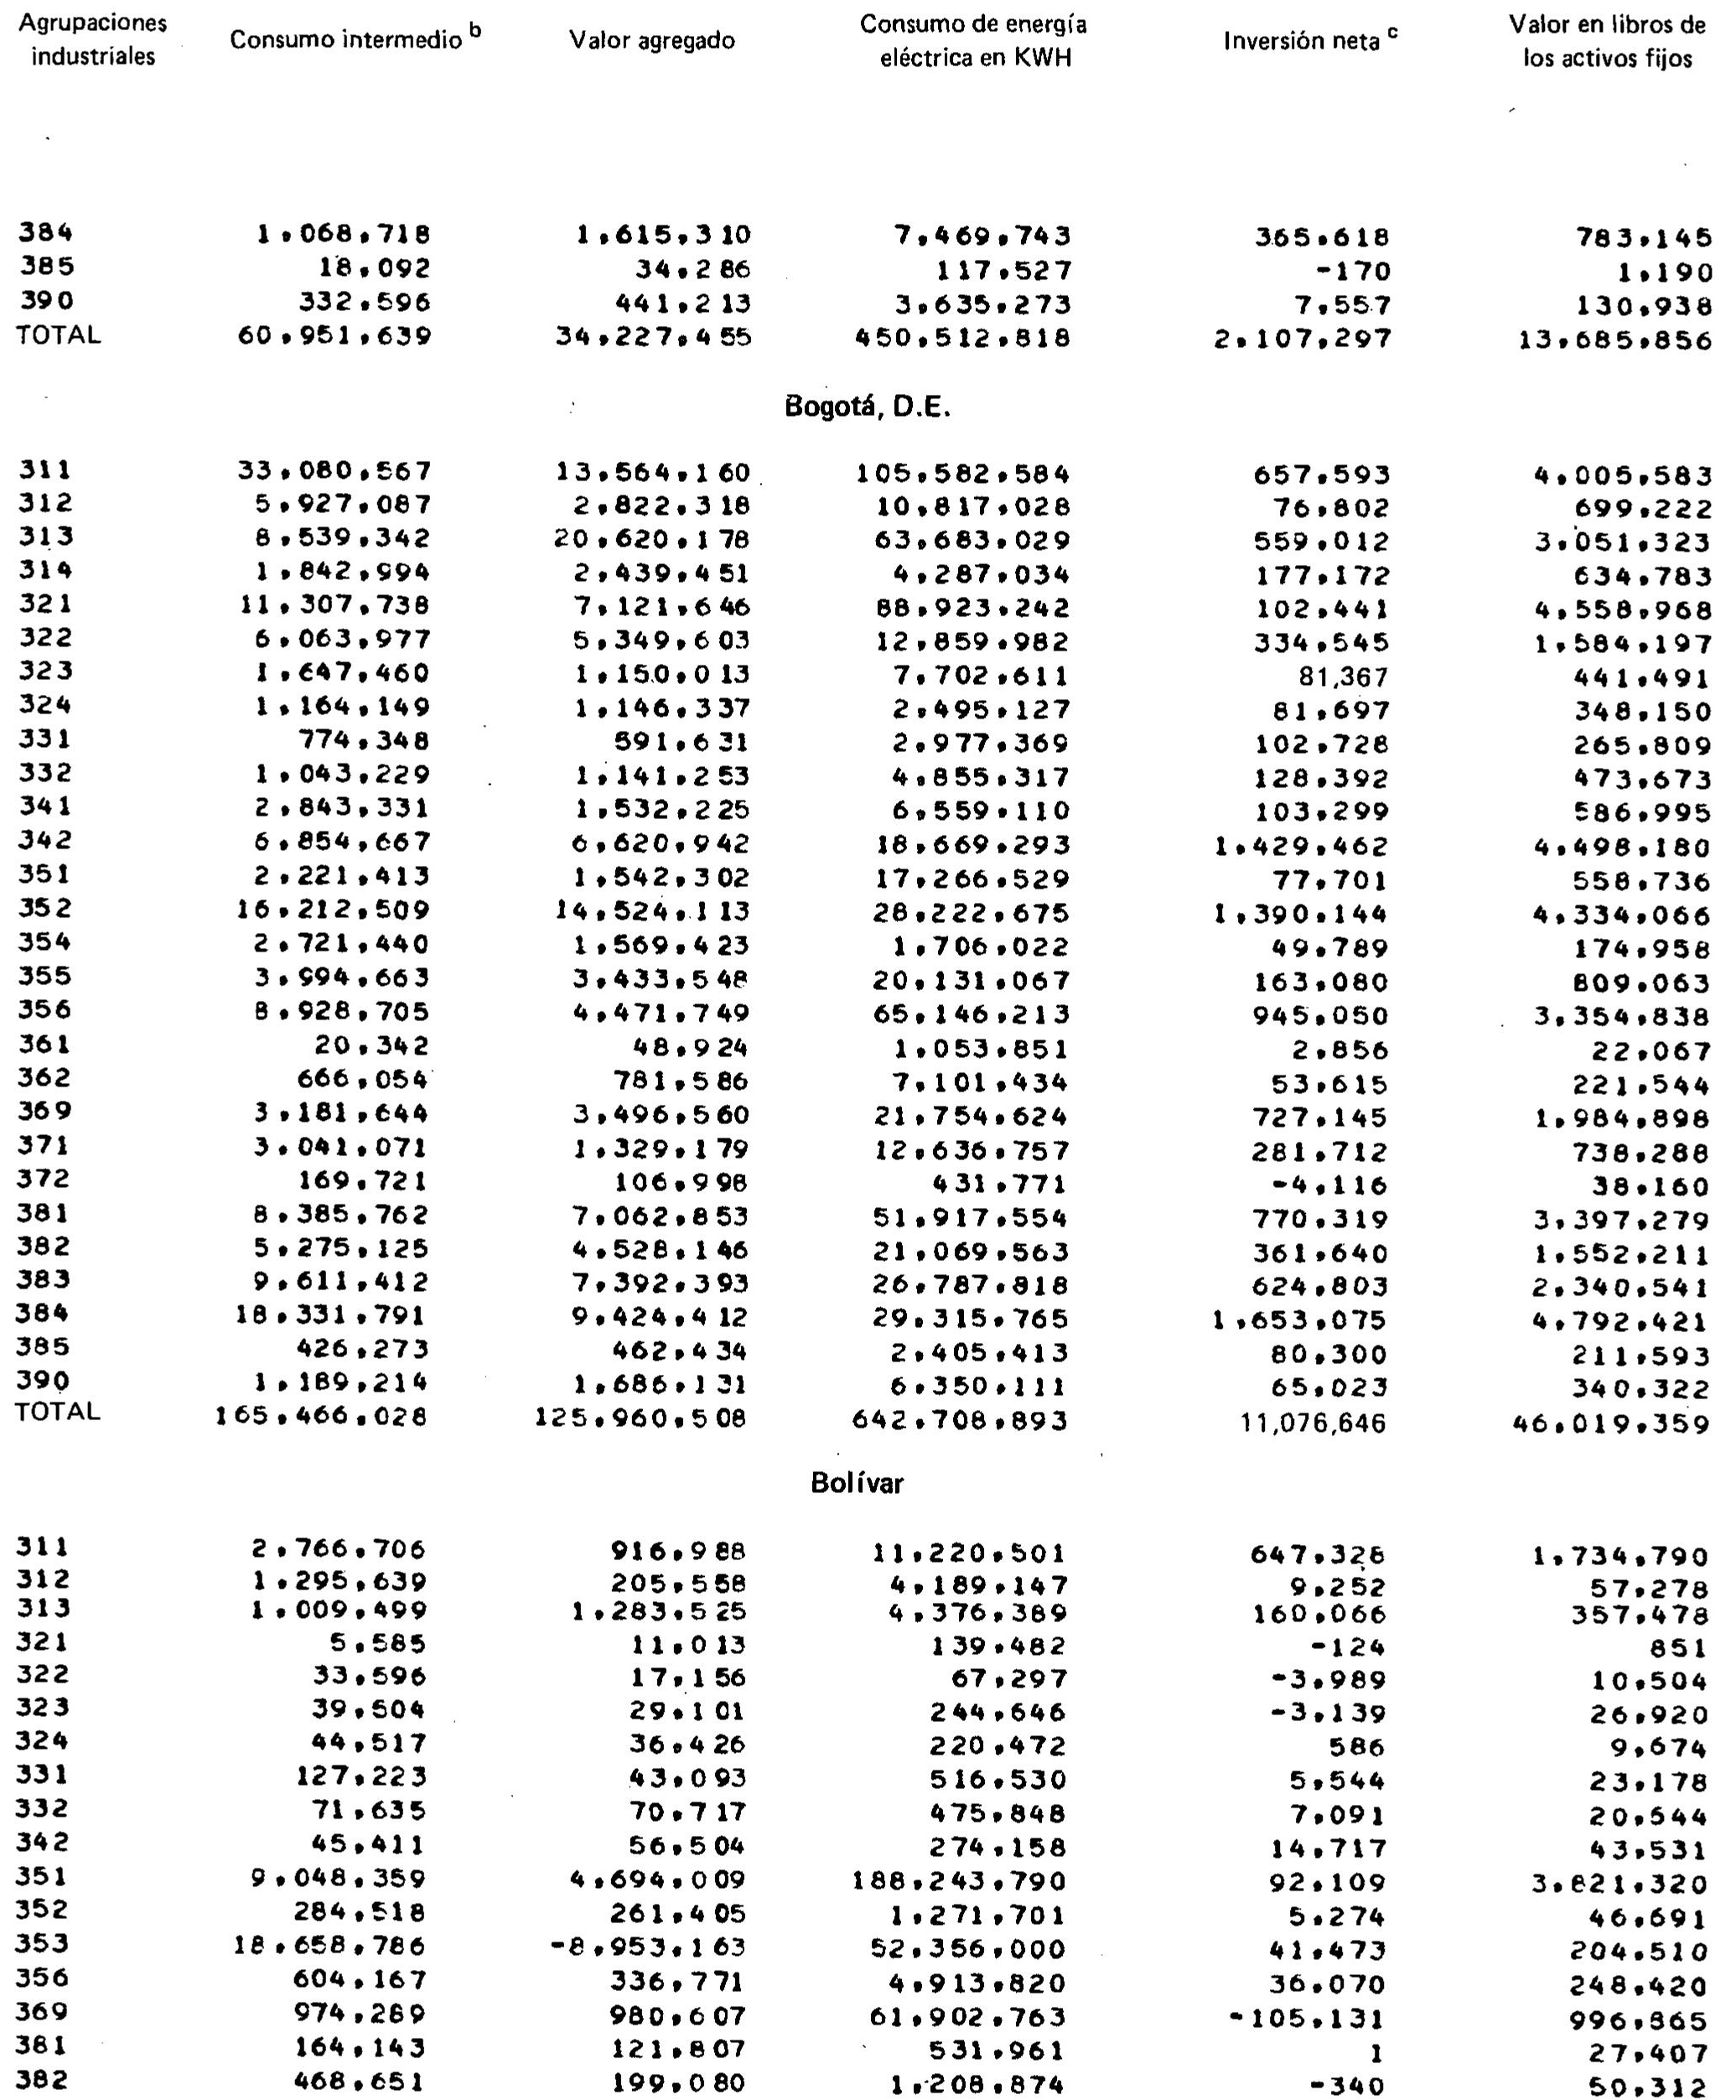 Agrupaciones industriales Consumo intermedio b Valor agregado Consumo de energía eléctrica en KWH Inversión neta c Valor en libros de los activos fijos
384 1,068,718 1,615,310 7,469,743 365,618 783,145
385 18,092 34,286 117,527 -170 1,190
390 332,596 441,213 3,635,273 7,557 130,938
TOTAL 60,951,639 34,227,455 450,512,818 2,107,297 13,685,856
Bogotá, D.E.
311 33,080,567 13,564,160 105,582,584 657,593 4,005,583
312 5,927,087 2,822,318 10,817,028 76,802 699,222
313 8,539,342 20,620,178 63,683,029 559,012 3,051,323
314 1,842,994 2,439,451 4,287,034 177,172 634,783
321 11,307,738 7,121,646 88,923,242 102,441 4,558,968
322 6,063,977 5,349,603 12,859,982 334,545 1,584,197
323 1,647,460 1,150,013 7,702,611 81,367 441,491
324 1,164,149 1,146,337 2,495,127 81,697 348,150
331 774,348 591,631 2,977,369 102,728 265,809
332 1,043,229 1,141,253 4,855,317 128,392 473,673
341 2,843,331 1,532,225 6,559,110 103,299 586,995
342 6,854,667 6,620,942 18,669,293 1,429,462 4,498,180
351 2,221,413 1,542,302 17,266,529 77,701 558,736
352 16,212,509 14,524,113 28,222,675 1,390,144 4,334,066
354 2,721,440 1,569,423 1,706,022 49,789 174,958
355 3,994,663 3,433,548 20,131,067 163,080 809,063
356 8,928,705 4,471,749 65,146,213 945,050 3,354,838
361 20,342 48,924 1,053,851 2,856 22,067
362 666,054 781,586 7,101,434 53,615 221,544
369 3,181,644 3,496,560 21,754,624 727,145 1,984,898
371 3,041,071 1,329,179 12,636,757 281,712 738,288
372 169,721 106,998 431,771 -4,116 38,160
381 8,385,762 7,062,853 51,917,554 770,319 3,397,279
382 5,275,125 4,528,146 21,069,563 361,640 1,552,211
383 9,611,412 7,392,393 26,787,818 624,803 2,340,541
384 18,331,791 9,424,412 29,315,765 1,653,075 4,792,421
385 426,273 462,434 2,405,413 80,300 211,593
390 1,189,214 1,686,131 6,350,111 65,023 340,322
TOTAL 165,466,028 125,960,508 642,708,893 11,076,646 46,019,359
Bolívar
311 2,766,706 916,988 11,220,501 647,328 1,734,790
312 1,295,639 205,558 4,189,147 9,252 57,278
313 1,009,499 1,283,525 4,376,389 160,066 357,478
321 5,585 11,013 139,482 -124 851
322 33,596 17,156 67,297 -3,989 10,504
323 39,504 29,101 244,646 -3,139 26,920
324 44,517 36,426 220,472 586 9,674
331 127,223 43,093 516,530 5,544 23,178
332 71,635 70,717 475,848 7,091 20,544
342 45,411 56,504 274,158 14,717 43,531
351 9,048,359 4,694,009 188,243,790 92,109 3,821,320
352 284,518 261,405 1,271,701 5,274 46,691
353 18,658,786 -8,953,163 52,356,000 41,473 204,510
356 604,167 336,771 4,913,820 36,070 248,420
369 974,289 980,607 61,902,763 -105,131 996,865
381 164,143 121,807 531,961 1 27,407
382 468,651 199,080 1,208,874 -340 50,312